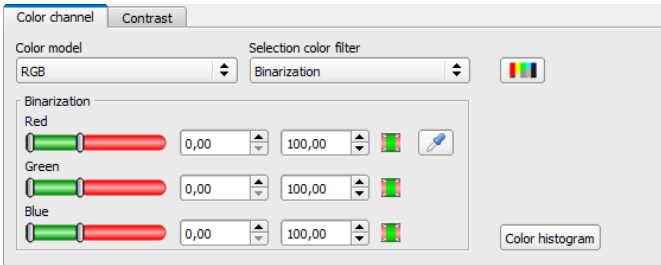 Color channel Contrast
Color model Selection color filter
RGB Binarization
Binarization
Red
0,00 100,00
Green
0,00 100,00
Blue
0,00 100,00
Color histogram